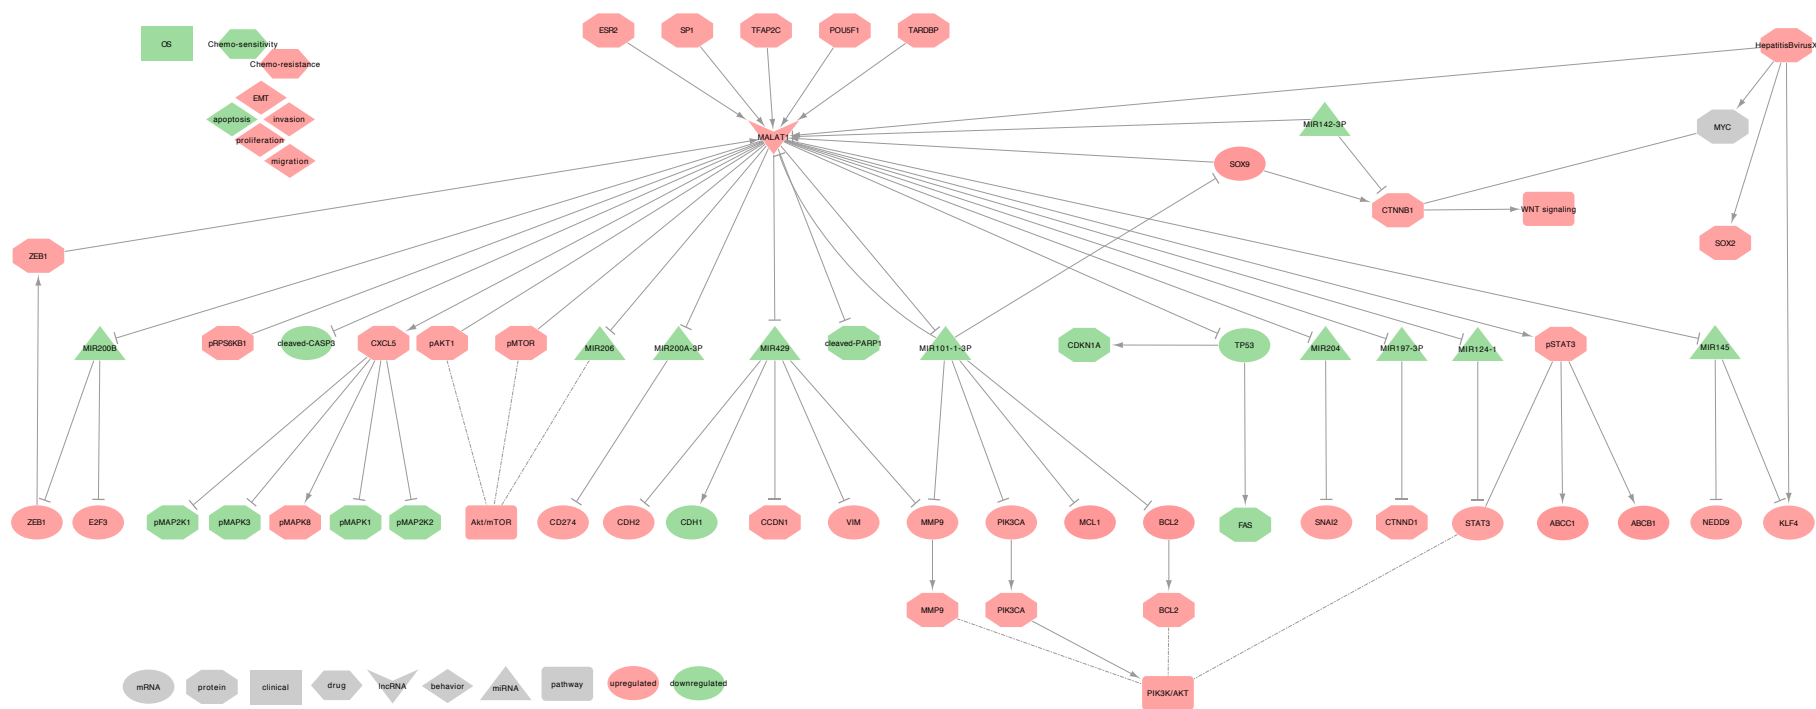 ESR2
SP1
TFAP2C
POU5F1
TARDBP
OS
Chemo-sensitivity
HepatitisBvirusX
Chemo-resistance
EMT
apoptosis
invasion
MIR142-3P
MYC
proliferation
MALAT1
migration
SOX9
CTNNB1
WNT signaling
SOX2
ZEB1
MIR200B
pRPS6KB1
cleaved-CASP3
CXCL5
pAKT1
pMTOR
MIR206
MIR200A-3P
MIR429
cleaved-PARP1
MIR101-1-3P
CDKN1A
TP53
MIR204
MIR197-3P
MIR124-1
pSTAT3
MIR145
ZEB1
E2F3
pMAP2K1
pMAPK3
pMAPK8
pMAPK1
pMAP2K2
Akt/mTOR
CD274
CDH2
CDH1
CCDN1
VIM
MMP9
PIK3CA
MCL1
BCL2
FAS
SNAI2
CTNND1
STAT3
ABCC1
ABCB1
NEDD9
KLF4
MMP9
PIK3CA
BCL2
mRNA
protein
clinical
drug
lncRNA
behavior
miRNA
pathway
upregulated
downregulated
PIK3K/AKT